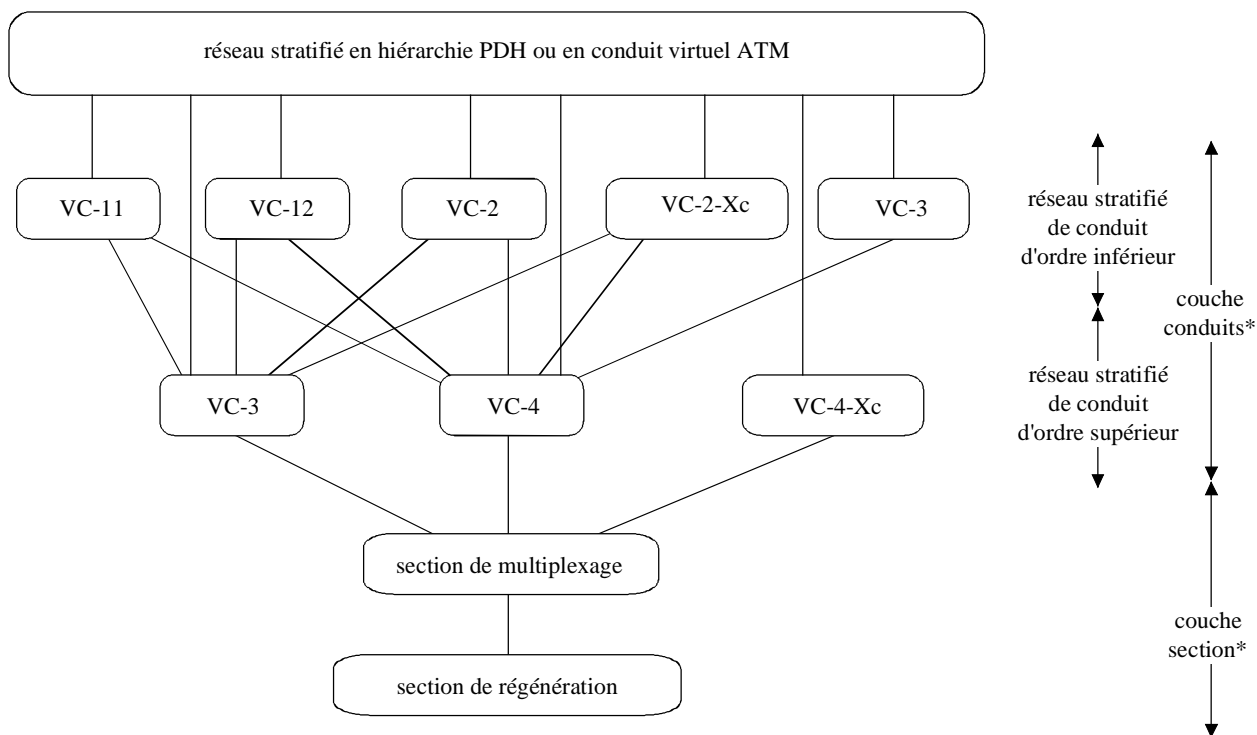 réseau stratifié en hiérarchie PDH ou en conduit virtuel ATM
VC-11
VC-12
VC-2
VC-2-Xc
VC-3
réseau stratifié
de conduit
d'ordre inférieur
couche
conduits*
VC-3
VC-4
VC-4-Xc
réseau stratifié
de conduit
d'ordre supérieur
section de multiplexage
couche
section*
section de régénération